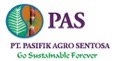 PAS
PT. PASIFIK AGRO SENTOSA
Go Sustainable Forever